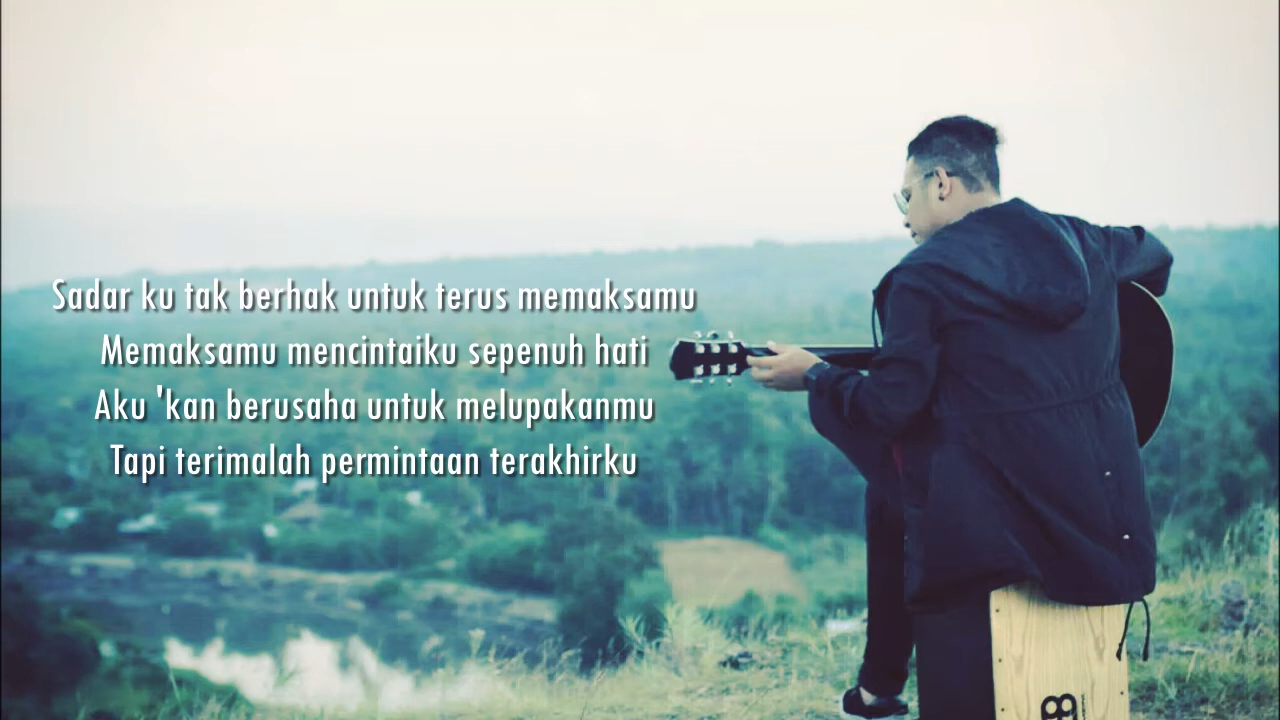 Sadar ku tak berhak untuk terus memaksamu
Memaksamu mencintaiku sepenuh hati
Aku 'kan berusaha untuk melupakanmu
Tapi terimalah permintaan terakhirku